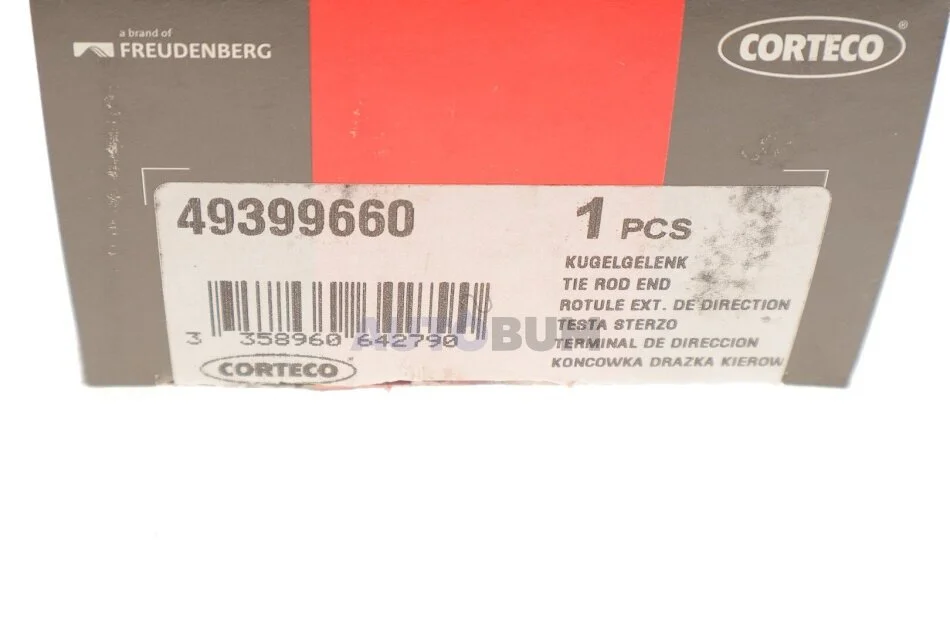 a brand of
FREUDENBERG
CORTECO®
49399660
1 PCS
KUGELGELENK
TIE ROD END
ROTULE EXT. DE DIRECTION
TESTA STERZO
TERMINAL DE DIRECCION
KONCOWKA DRAZKA KIEROW
3 358960 642790
CORTECO
AUTOBUM